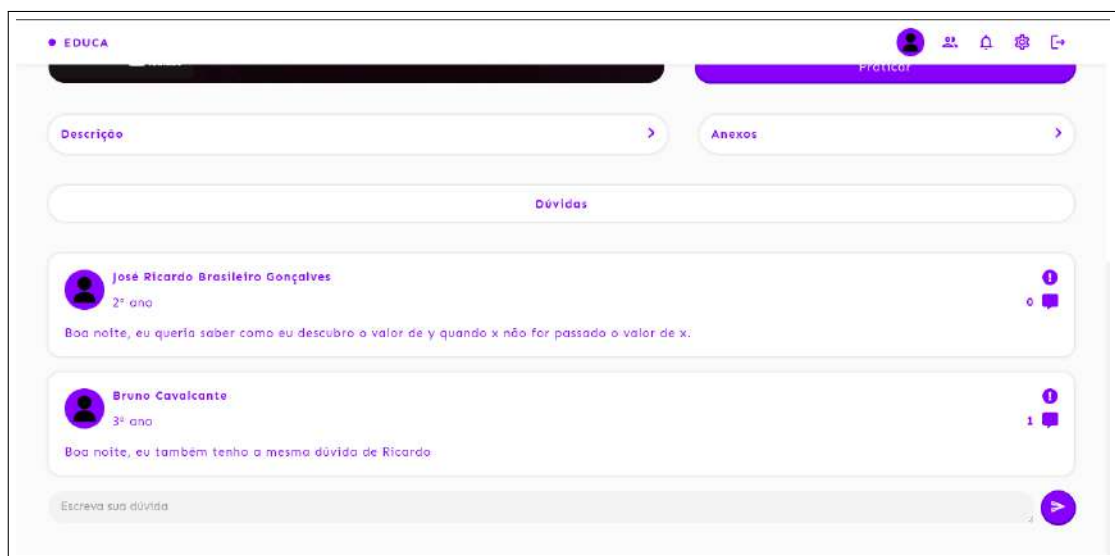 EDUCA
Praticar
Descrição
Anexos
Dúvidas
José Ricardo Brasileiro Gonçalves
2º ano
0
Boa noite, eu queria saber como eu descubro o valor de y quando x não for passado o valor de x.
Bruno Cavalcante
3º ano
1
Boa noite, eu também tenho a mesma dúvida de Ricardo
Escreva sua dúvida